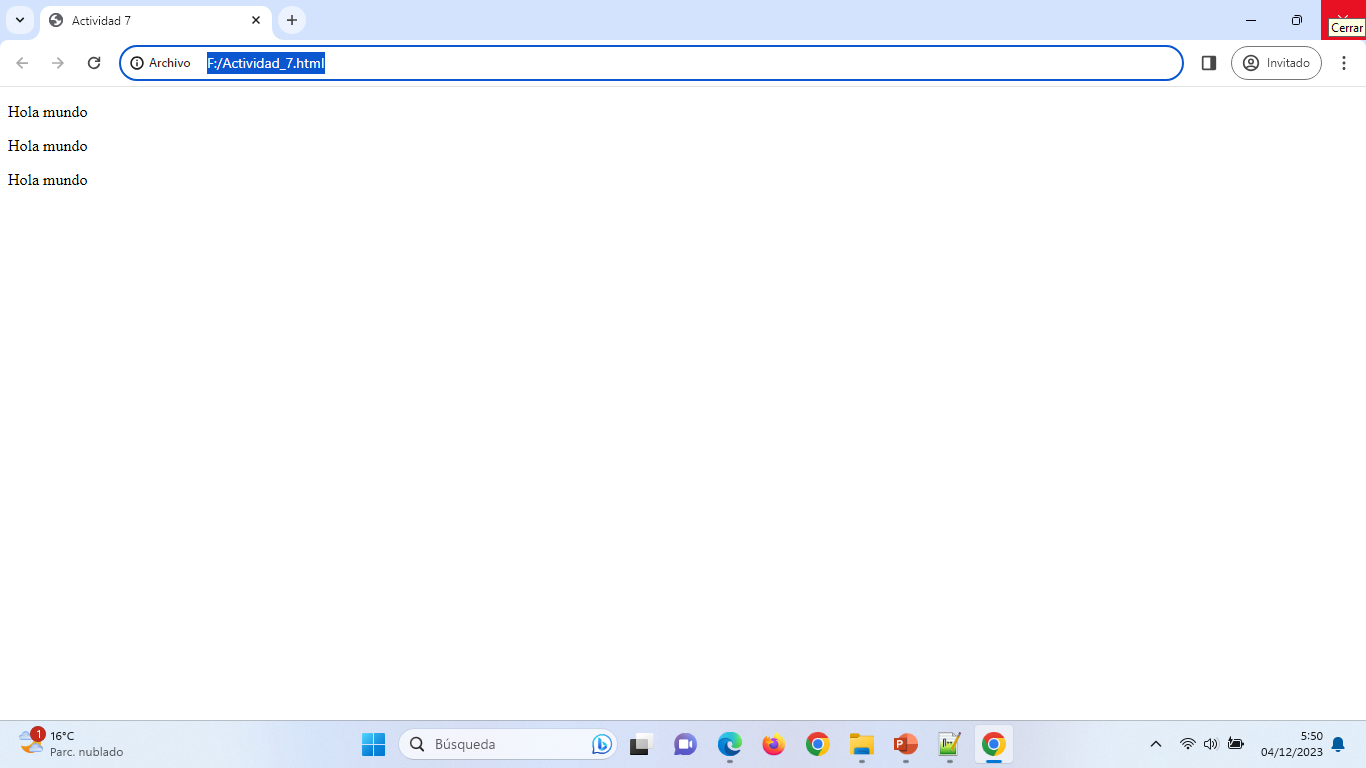 Actividad 7
Cerrar
Archivo
F:/Actividad_7.html
Invitado
Hola mundo
Hola mundo
Hola mundo
1
16°C
Parc. nublado
Búsqueda
5:50
04/12/2023